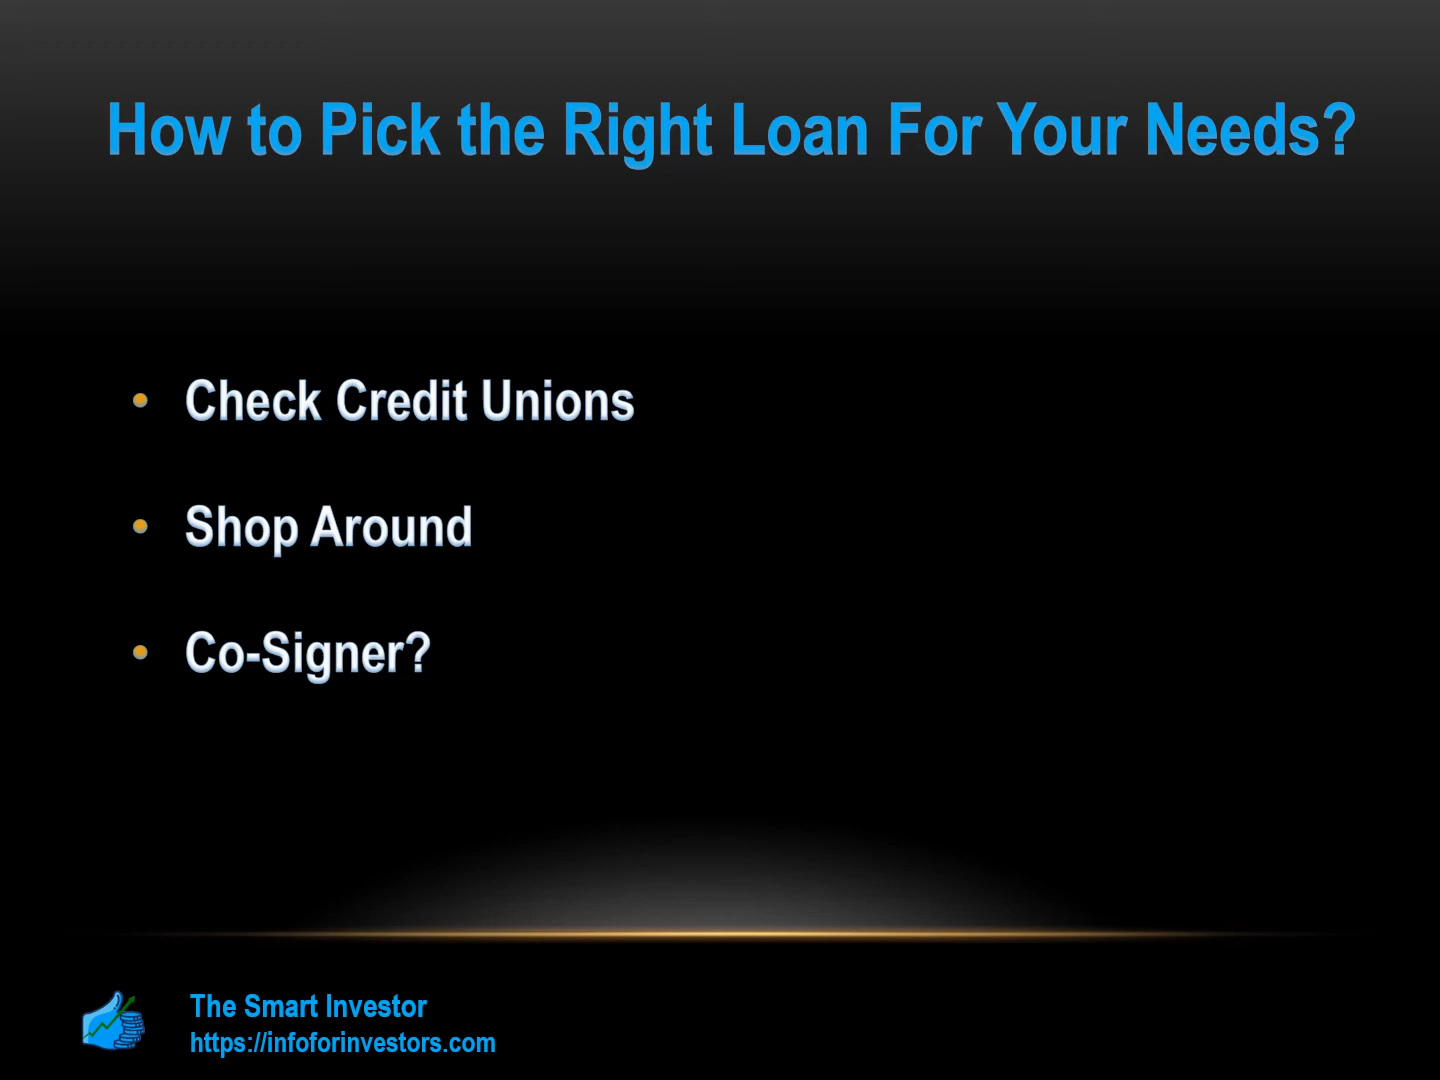 How to Pick the Right Loan For Your Needs?
• Check Credit Unions
• Shop Around
• Co-Signer?
The Smart Investor
https://infoforinvestors.com